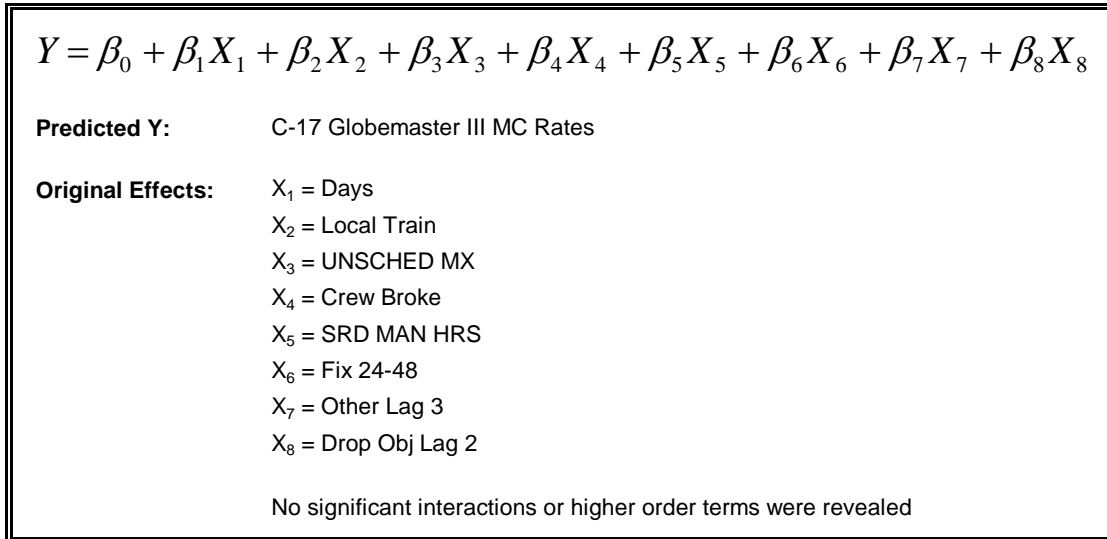 Y = β₀ + β₁X₁ + β₂X₂ + β₃X₃ + β₄X₄ + β₅X₅ + β₆X₆ + β₇X₇ + β₈X₈
Predicted Y: C-17 Globemaster III MC Rates
Original Effects: X₁ = Days
X₂ = Local Train
X₃ = UNSCHED MX
X₄ = Crew Broke
X₅ = SRD MAN HRS
X₆ = Fix 24-48
X₇ = Other Lag 3
X₈ = Drop Obj Lag 2
No significant interactions or higher order terms were revealed